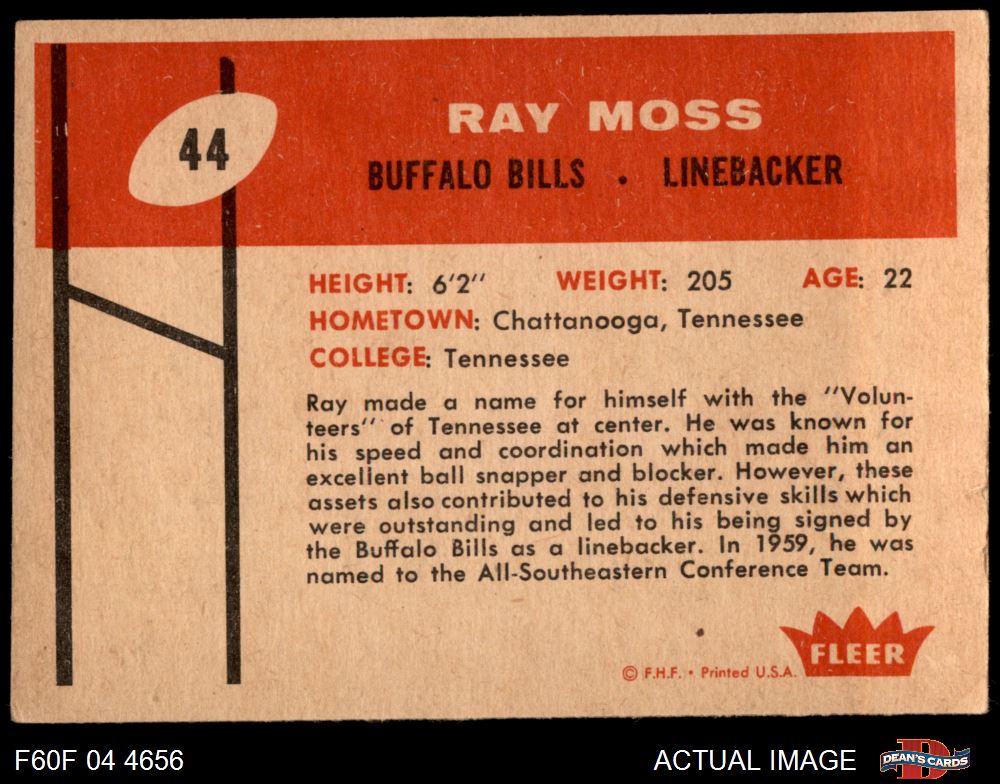 44
RAY MOSS
BUFFALO BILLS . LINEBACKER
HEIGHT: 6'2" WEIGHT: 205 AGE: 22
HOMETOWN: Chattanooga, Tennessee
COLLEGE: Tennessee
Ray made a name for himself with the "Volun-
teers" of Tennessee at center. He was known for
his speed and coordination which made him an
excellent ball snapper and blocker. However, these
assets also contributed to his defensive skills which
were outstanding and led to his being signed by
the Buffalo Bills as a linebacker. In 1959, he was
named to the All-Southeastern Conference Team.
FLEER
© F.H.F. • Printed U.S.A.
F60F 04 4656
ACTUAL IMAGE
D
DEAN'S CARDS